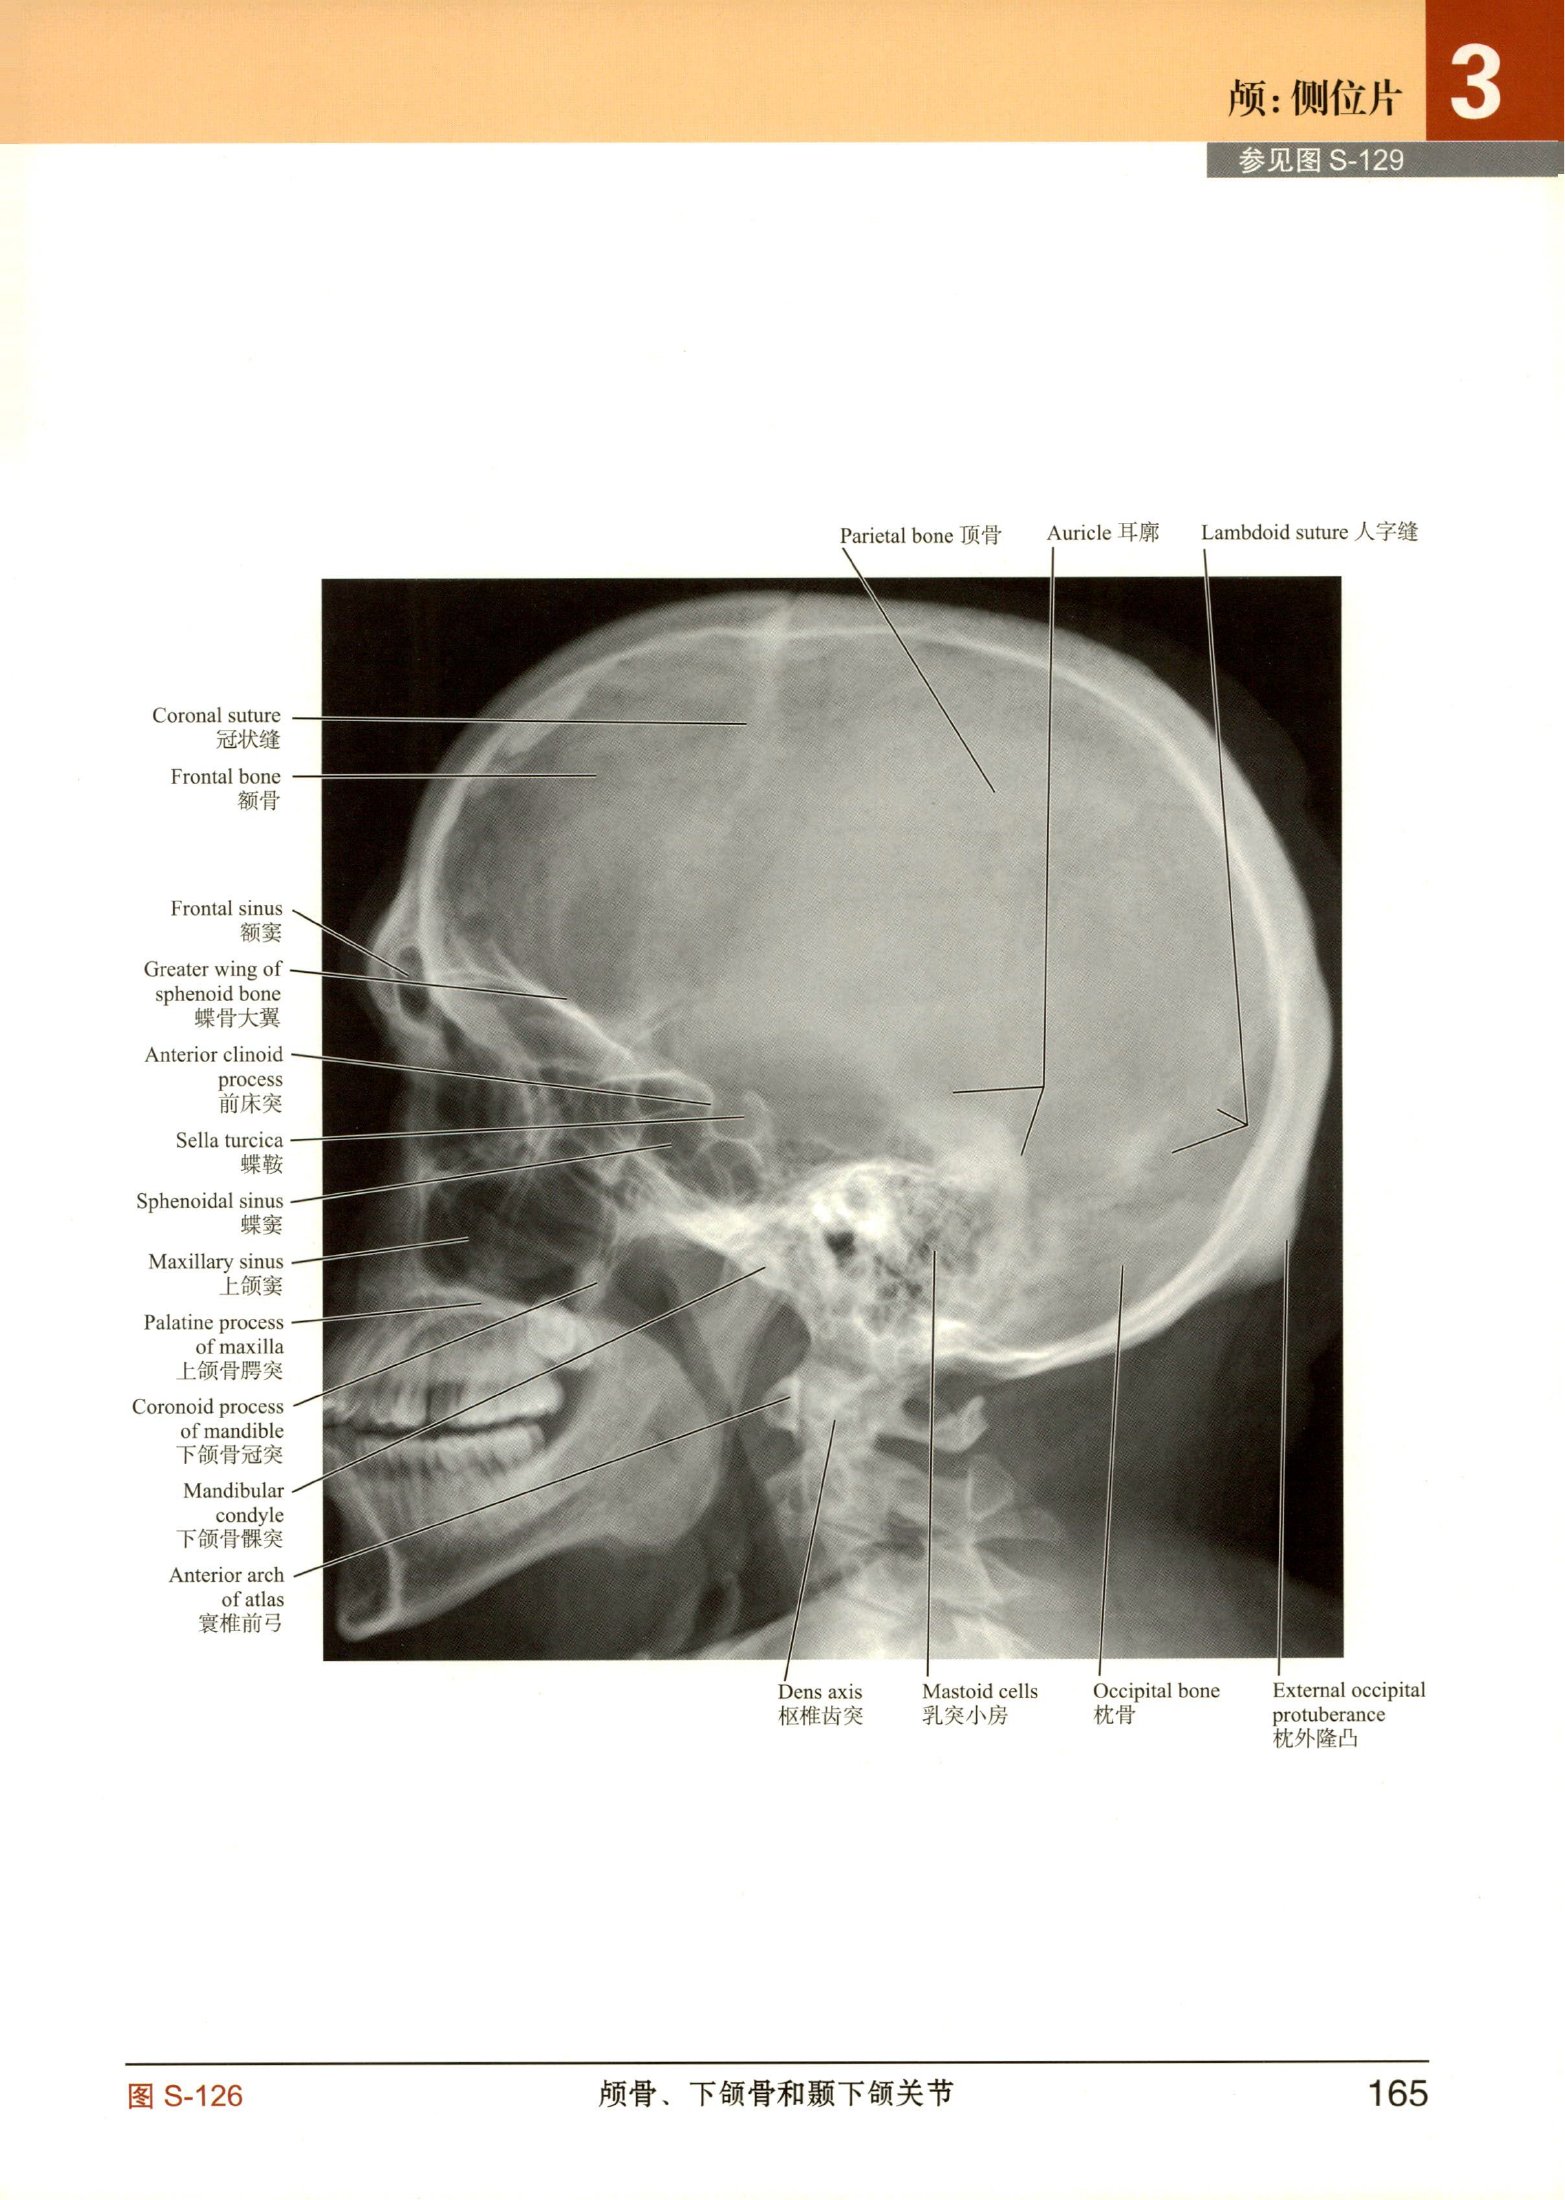 颅:侧位片
3
参见图 S-129
Parietal bone 顶骨
Auricle 耳廓
Lambdoid suture 人字缝
Coronal suture
冠状缝
Frontal bone
额骨
Frontal sinus
额窦
Greater wing of
sphenoid bone
蝶骨大翼
Anterior clinoid
process
前床突
Sella turcica
蝶鞍
Sphenoidal sinus
蝶窦
Maxillary sinus
上颌窦
Palatine process
of maxilla
上颌骨腭突
Coronoid process
of mandible
下颌骨冠突
Mandibular
condyle
下颌骨髁突
Anterior arch
of atlas
寰椎前弓
Dens axis
枢椎齿突
Mastoid cells
乳突小房
Occipital bone
枕骨
External occipital
protuberance
枕外隆凸
图 S-126
颅骨、下颌骨和颞下颌关节
165